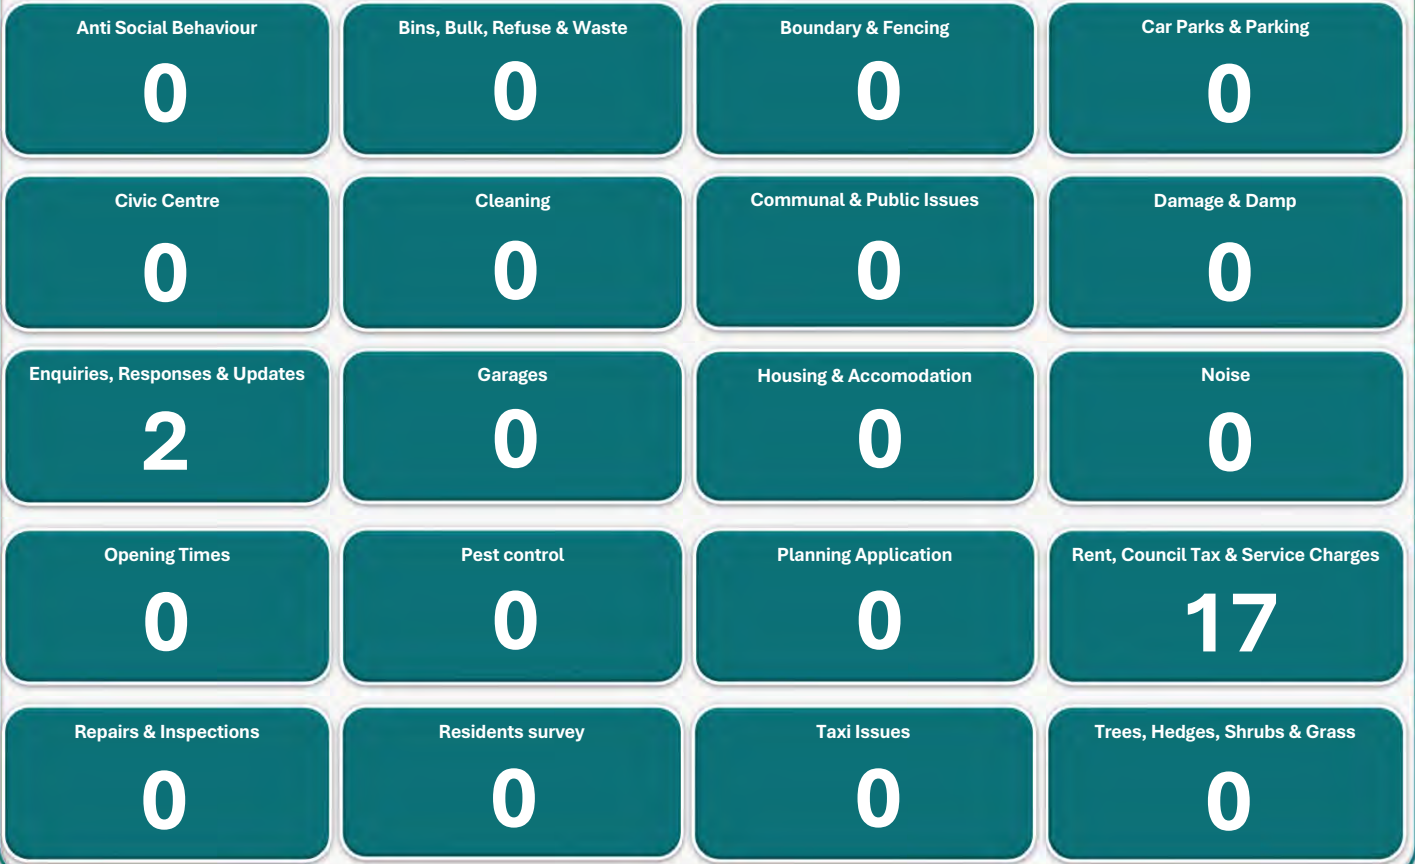 Anti Social Behaviour
0
Bins, Bulk, Refuse & Waste
0
Boundary & Fencing
0
Car Parks & Parking
0
Civic Centre
0
Cleaning
0
Communal & Public Issues
0
Damage & Damp
0
Enquiries, Responses & Updates
2
Garages
0
Housing & Accomodation
0
Noise
0
Opening Times
0
Pest control
0
Planning Application
0
Rent, Council Tax & Service Charges
17
Repairs & Inspections
0
Residents survey
0
Taxi Issues
0
Trees, Hedges, Shrubs & Grass
0